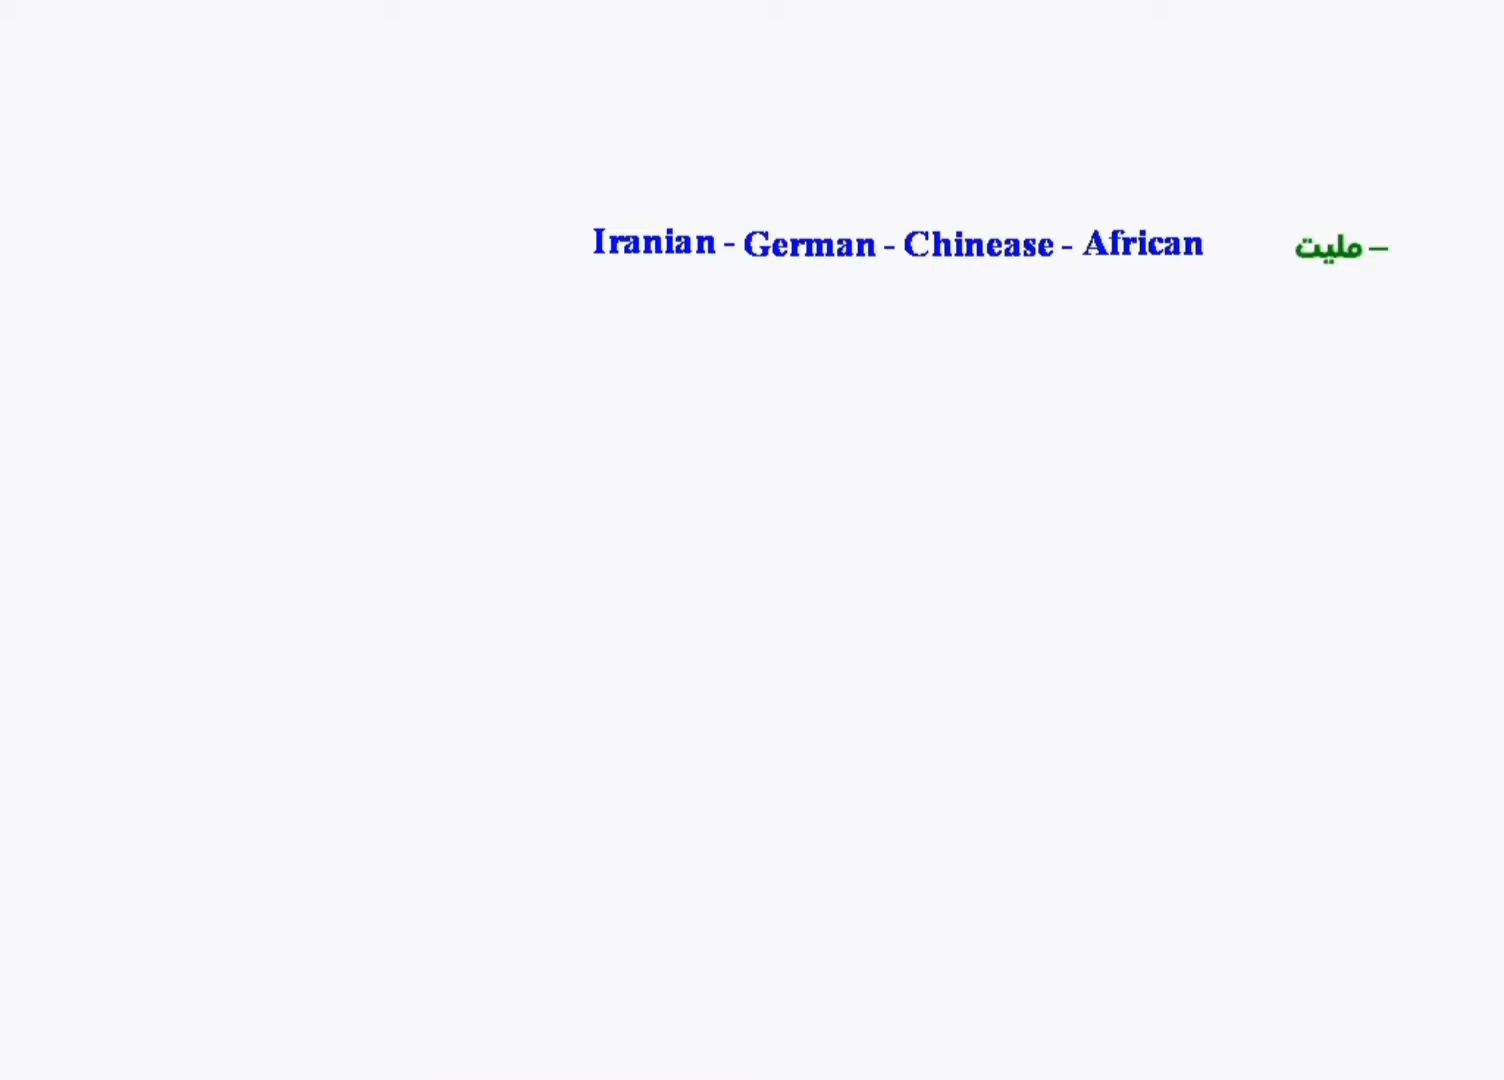 – ملیت Iranian - German - Chinease - African